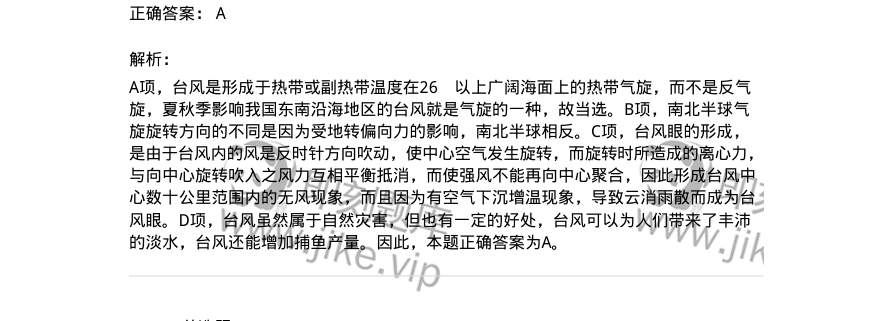 正确答案： A
解析：
A项，台风是形成于热带或副热带温度在26 以上广阔海面上的热带气旋，而不是反气
旋，夏秋季影响我国东南沿海地区的台风就是气旋的一种，故当选。B项，南北半球气
旋旋转方向的不同是因为受地转偏向力的影响，南北半球相反。C项，台风眼的形成，
是由于台风内的风是反时针方向吹动，使中心空气发生旋转，而旋转时所造成的离心力，
与向中心旋转吹入之风力互相平衡抵消，而使强风不能再向中心聚合，因此形成台风中
心数十公里范围内的无风现象，而且因为有空气下沉增温现象，导致云消雨散而成为台
风眼。D项，台风虽然属于自然灾害，但也有一定的好处，台风可以为人们带来了丰沛
的淡水，台风还能增加捕鱼产量。因此，本题正确答案为A。
即刻题库
www.jike.vip